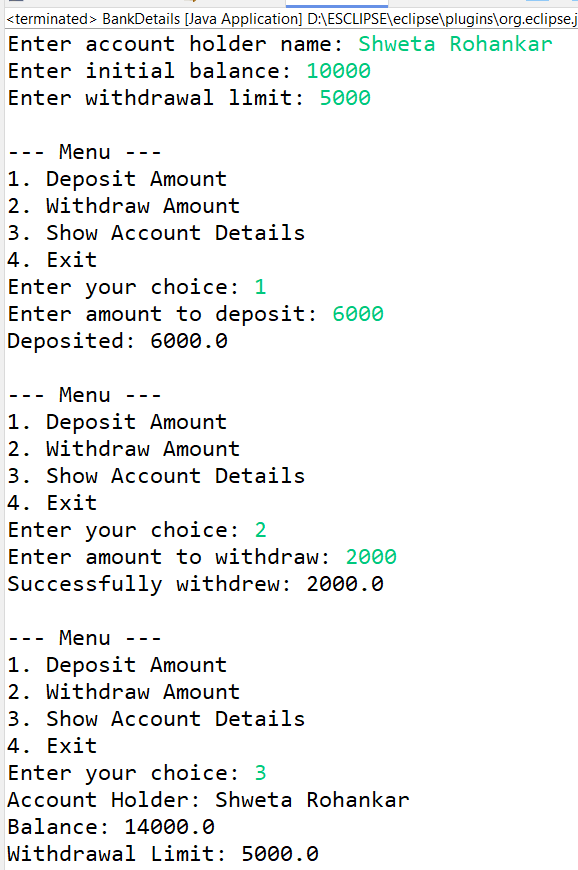 <terminated> BankDetails [Java Application] D:\ESCLIPSE\eclipse\plugins\org.eclipse.j
Enter account holder name: Shweta Rohankar
Enter initial balance: 10000
Enter withdrawal limit: 5000
--- Menu ---
1. Deposit Amount
2. Withdraw Amount
3. Show Account Details
4. Exit
Enter your choice: 1
Enter amount to deposit: 6000
Deposited: 6000.0
--- Menu ---
1. Deposit Amount
2. Withdraw Amount
3. Show Account Details
4. Exit
Enter your choice: 2
Enter amount to withdraw: 2000
Successfully withdrew: 2000.0
--- Menu ---
1. Deposit Amount
2. Withdraw Amount
3. Show Account Details
4. Exit
Enter your choice: 3
Account Holder: Shweta Rohankar
Balance: 14000.0
Withdrawal Limit: 5000.0